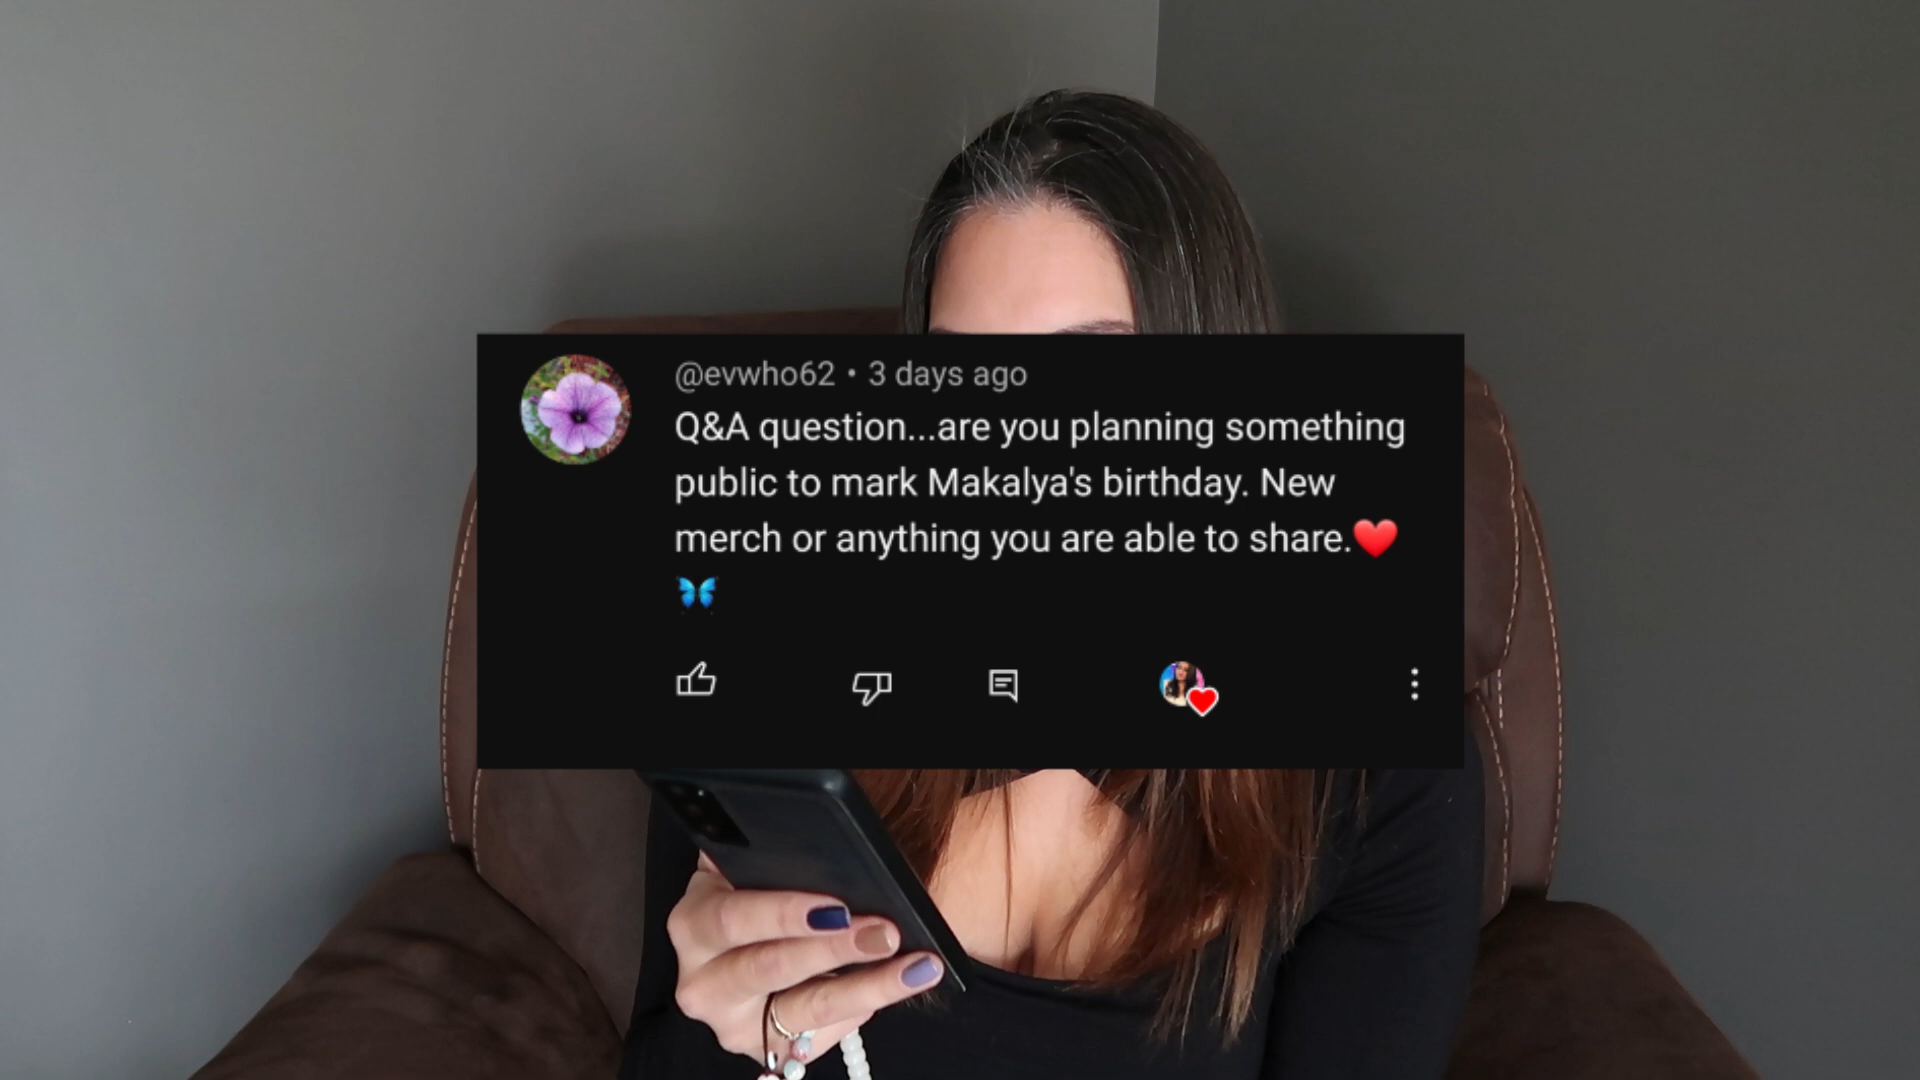 @evwho62 • 3 days ago
Q&A question...are you planning something
public to mark Makalya's birthday. New
merch or anything you are able to share.❤️
🦋